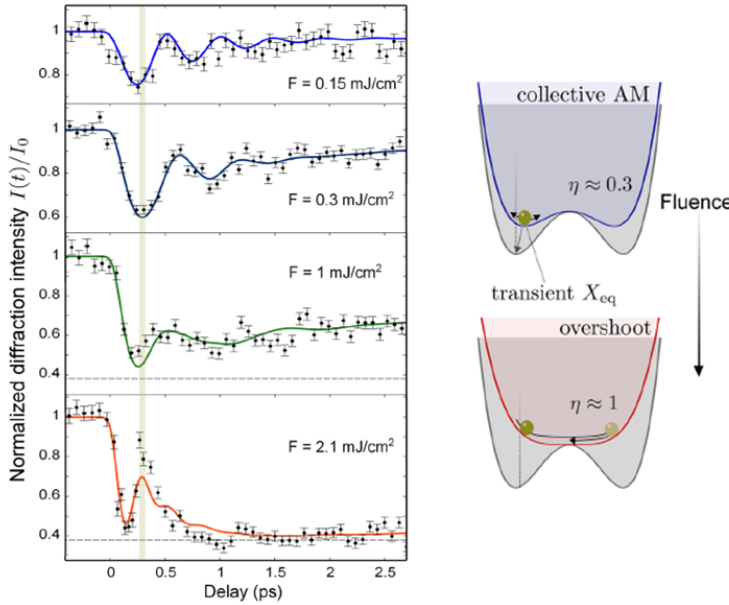 Normalized diffraction intensity I(t)/I₀
1
0.8
F = 0.15 mJ/cm²
1
0.8
0.6
F = 0.3 mJ/cm²
1
0.8
0.6
0.4
F = 1 mJ/cm²
1
0.8
0.6
0.4
F = 2.1 mJ/cm²
0 0.5 1 1.5 2 2.5
Delay (ps)
collective AM
η ≈ 0.3
transient Xeq
Fluence
overshoot
η ≈ 1